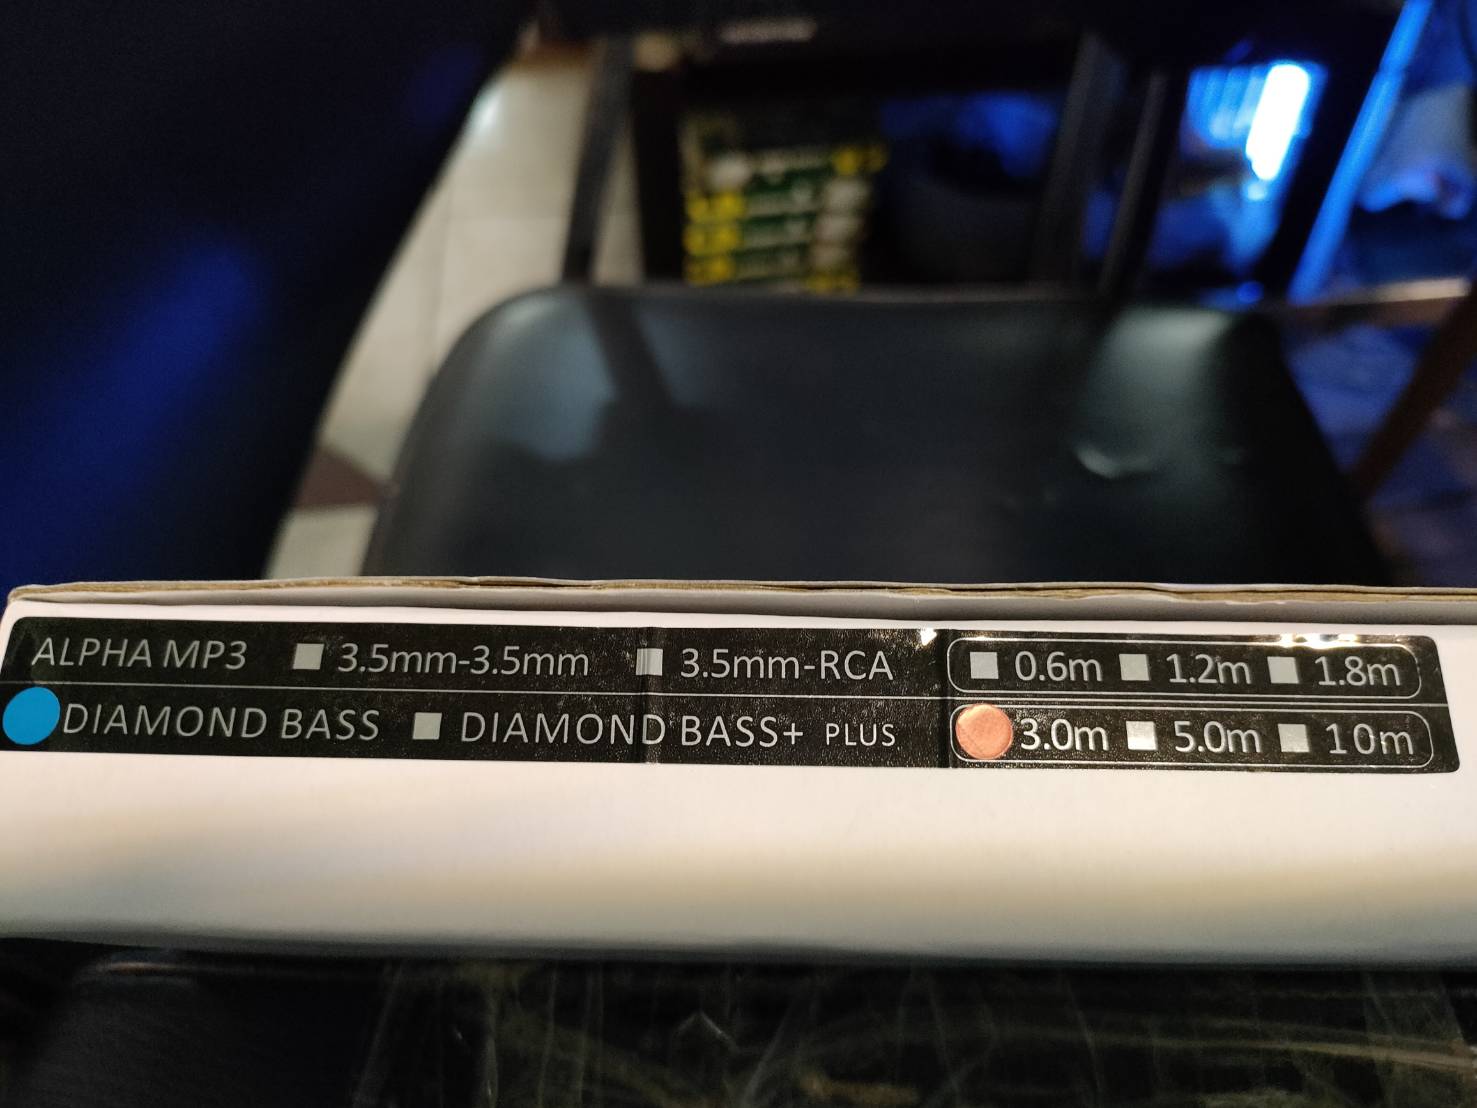 ALPHA MP3 3.5mm-3.5mm 3.5mm-RCA 0.6m 1.2m 1.8m
DIAMOND BASS DIAMOND BASS+ PLUS 3.0m 5.0m 10m